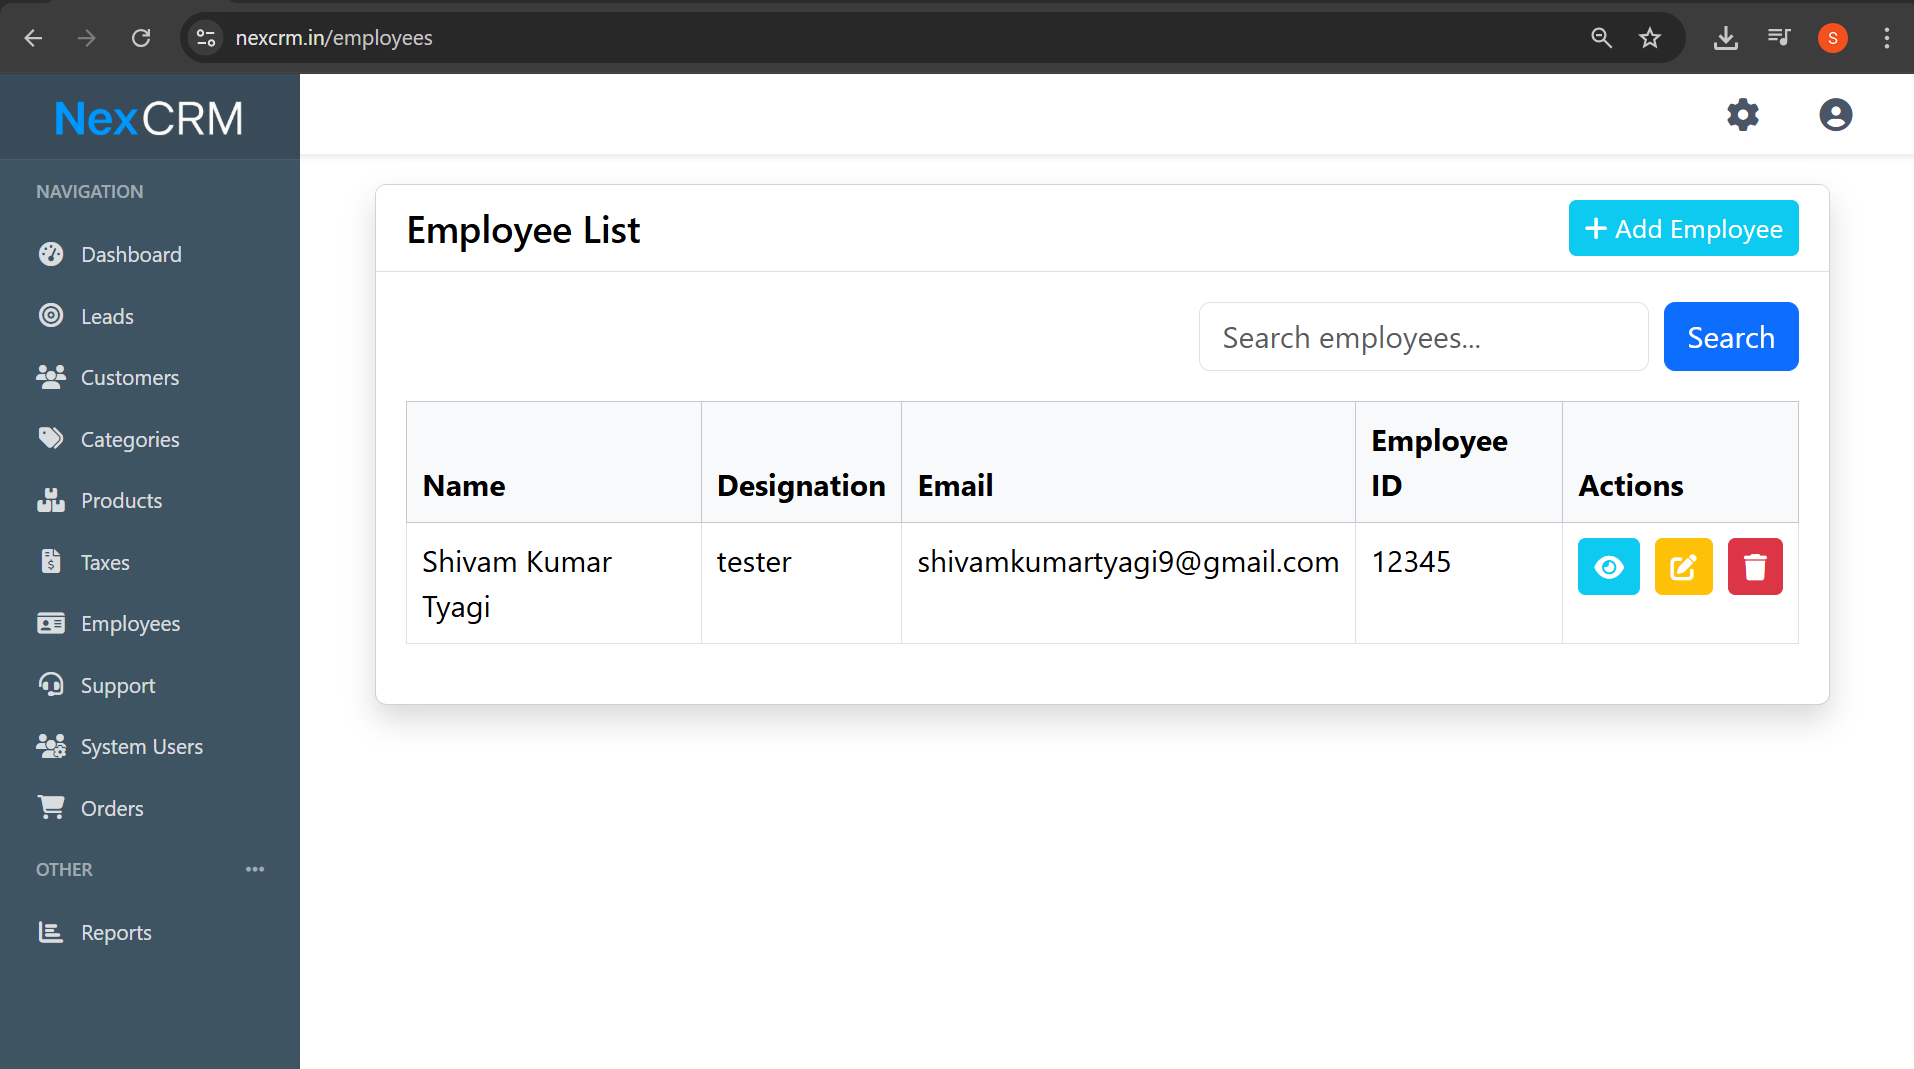 nexcrm.in/employees
S
NexCRM
NAVIGATION
Dashboard
Leads
Customers
Categories
Products
Taxes
Employees
Support
System Users
Orders
OTHER
Reports
Employee List
Add Employee
Search employees...
Search
Name Designation Email Employee ID Actions
Shivam Kumar Tyagi tester shivamkumartyagi9@gmail.com 12345